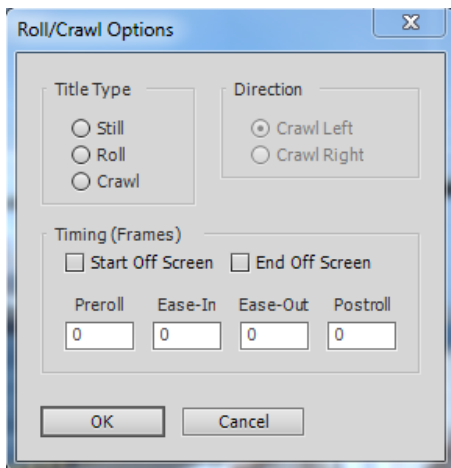 Roll/Crawl Options
Title Type
Still
Roll
Crawl
Direction
Crawl Left
Crawl Right
Timing (Frames)
Start Off Screen End Off Screen
Preroll Ease-In Ease-Out Postroll
0 0 0 0
OK Cancel